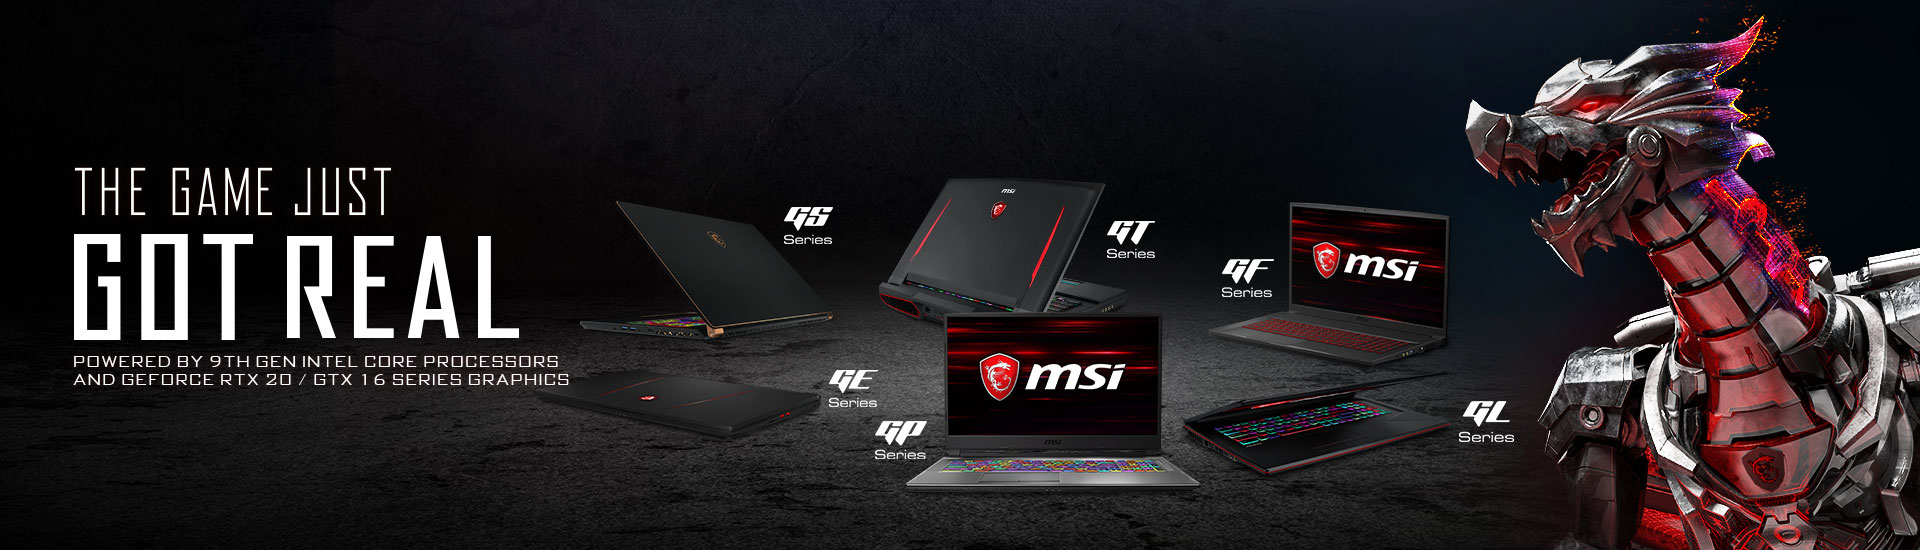 THE GAME JUST
GOT REAL
POWERED BY 9TH GEN INTEL CORE PROCESSORS
AND GEFORCE RTX 20 / GTX 16 SERIES GRAPHICS
GS
Series
msi
GT
Series
GF
Series
msi
GE
Series
GP
Series
msi
msi
GL
Series